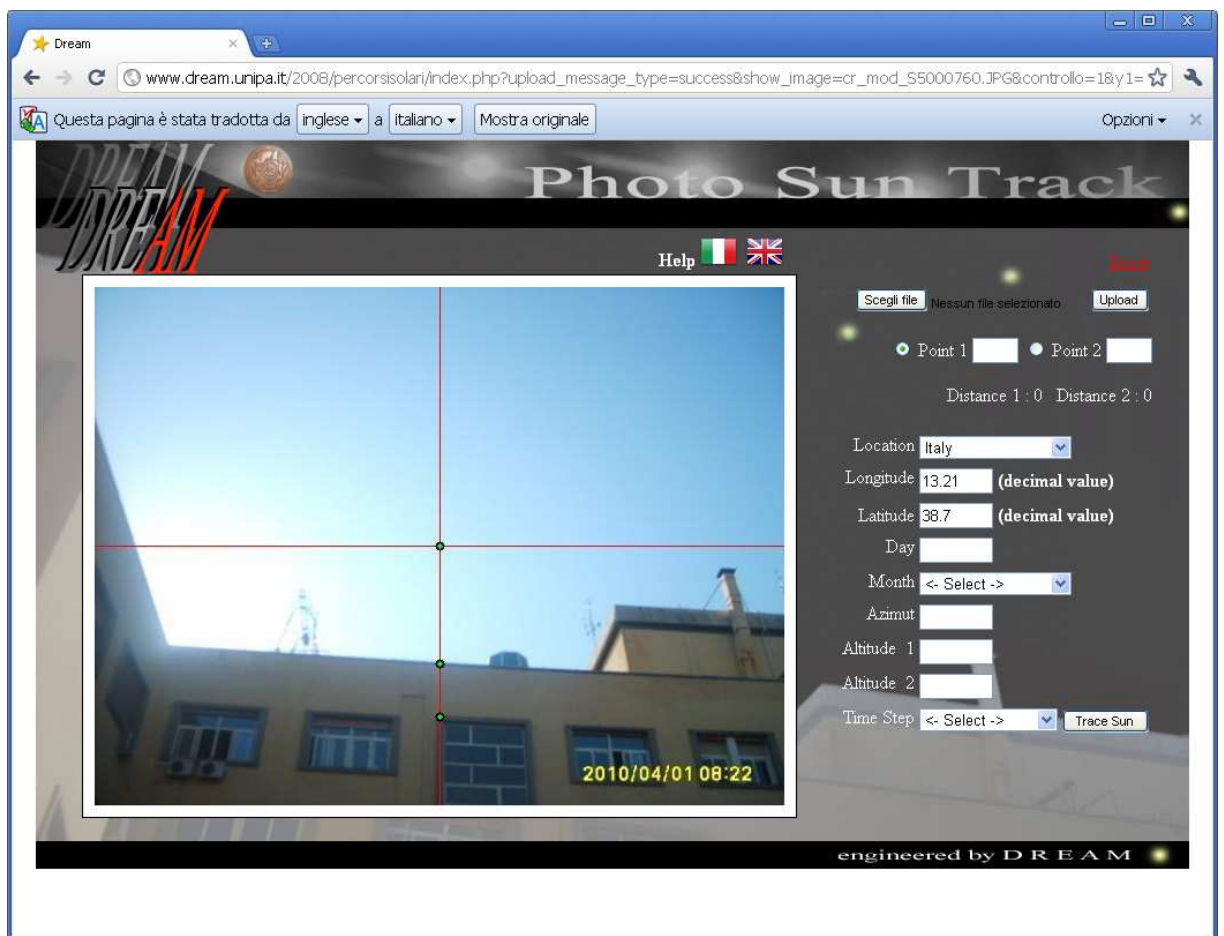 Dream
www.dream.unipa.it/2008/percorsisolari/index.php?upload_message_type=success&show_image=cr_mod_S5000760.JPG&controllo=1&y1=
Questa pagina è stata tradotta da inglese a italiano Mostra originale Opzioni
DREAM
DREAM
Photo Sun Track
Help
Scegli file Nessun file selezionato Upload
Point 1 Point 2
Distance 1 : 0 Distance 2 : 0
Location Italy
Longitude 13.21 (decimal value)
Latitude 38.7 (decimal value)
Day
Month <- Select ->
Azimut
Altitude 1
Altitude 2
Time Step <- Select -> Trace Sun
2010/04/01 08:22
engineered by D R E A M